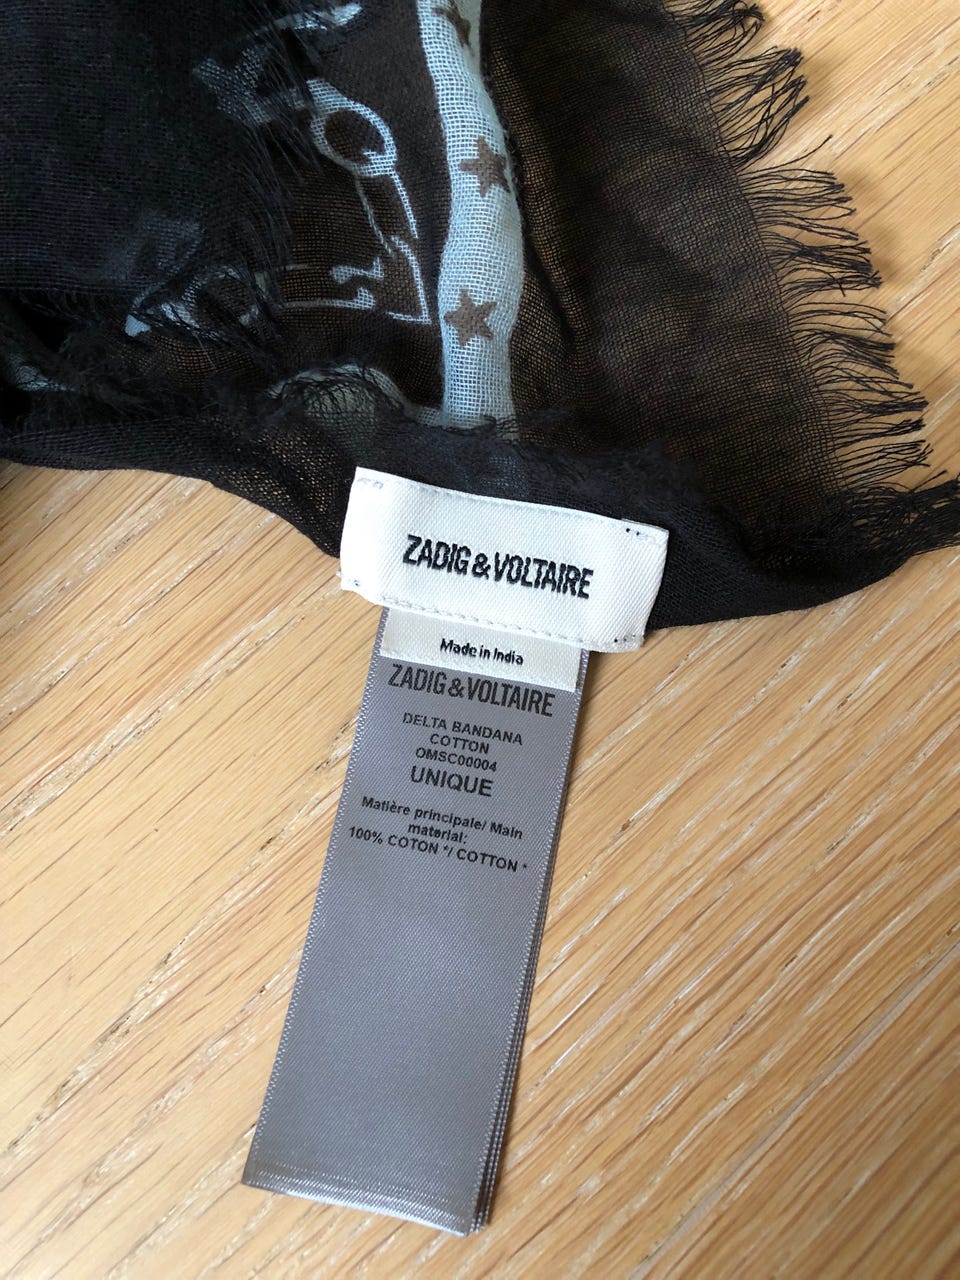 ZADIG & VOLTAIRE
Made in India
ZADIG & VOLTAIRE
DELTA BANDANA
COTTON
OMSC00004
UNIQUE
Matière principale/ Main
material:
100% COTON */ COTTON *